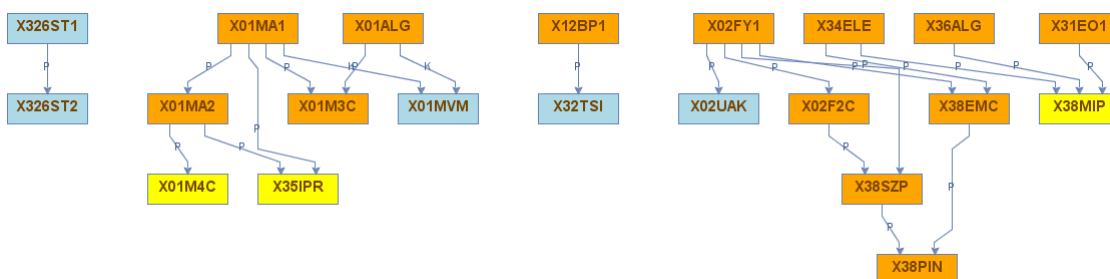 X326ST1 X01MA1 X01ALG X12BP1 X02FY1 X34ELE X36ALG X31EO1
P P P K P K P P P P P P P P P
X326ST2 X01MA2 X01M3C X01MVM X32TSI X02UAK X02F2C X38EMC X38MIP
P P P P P
X01M4C X35IPR X38SZP
P
X38PIN